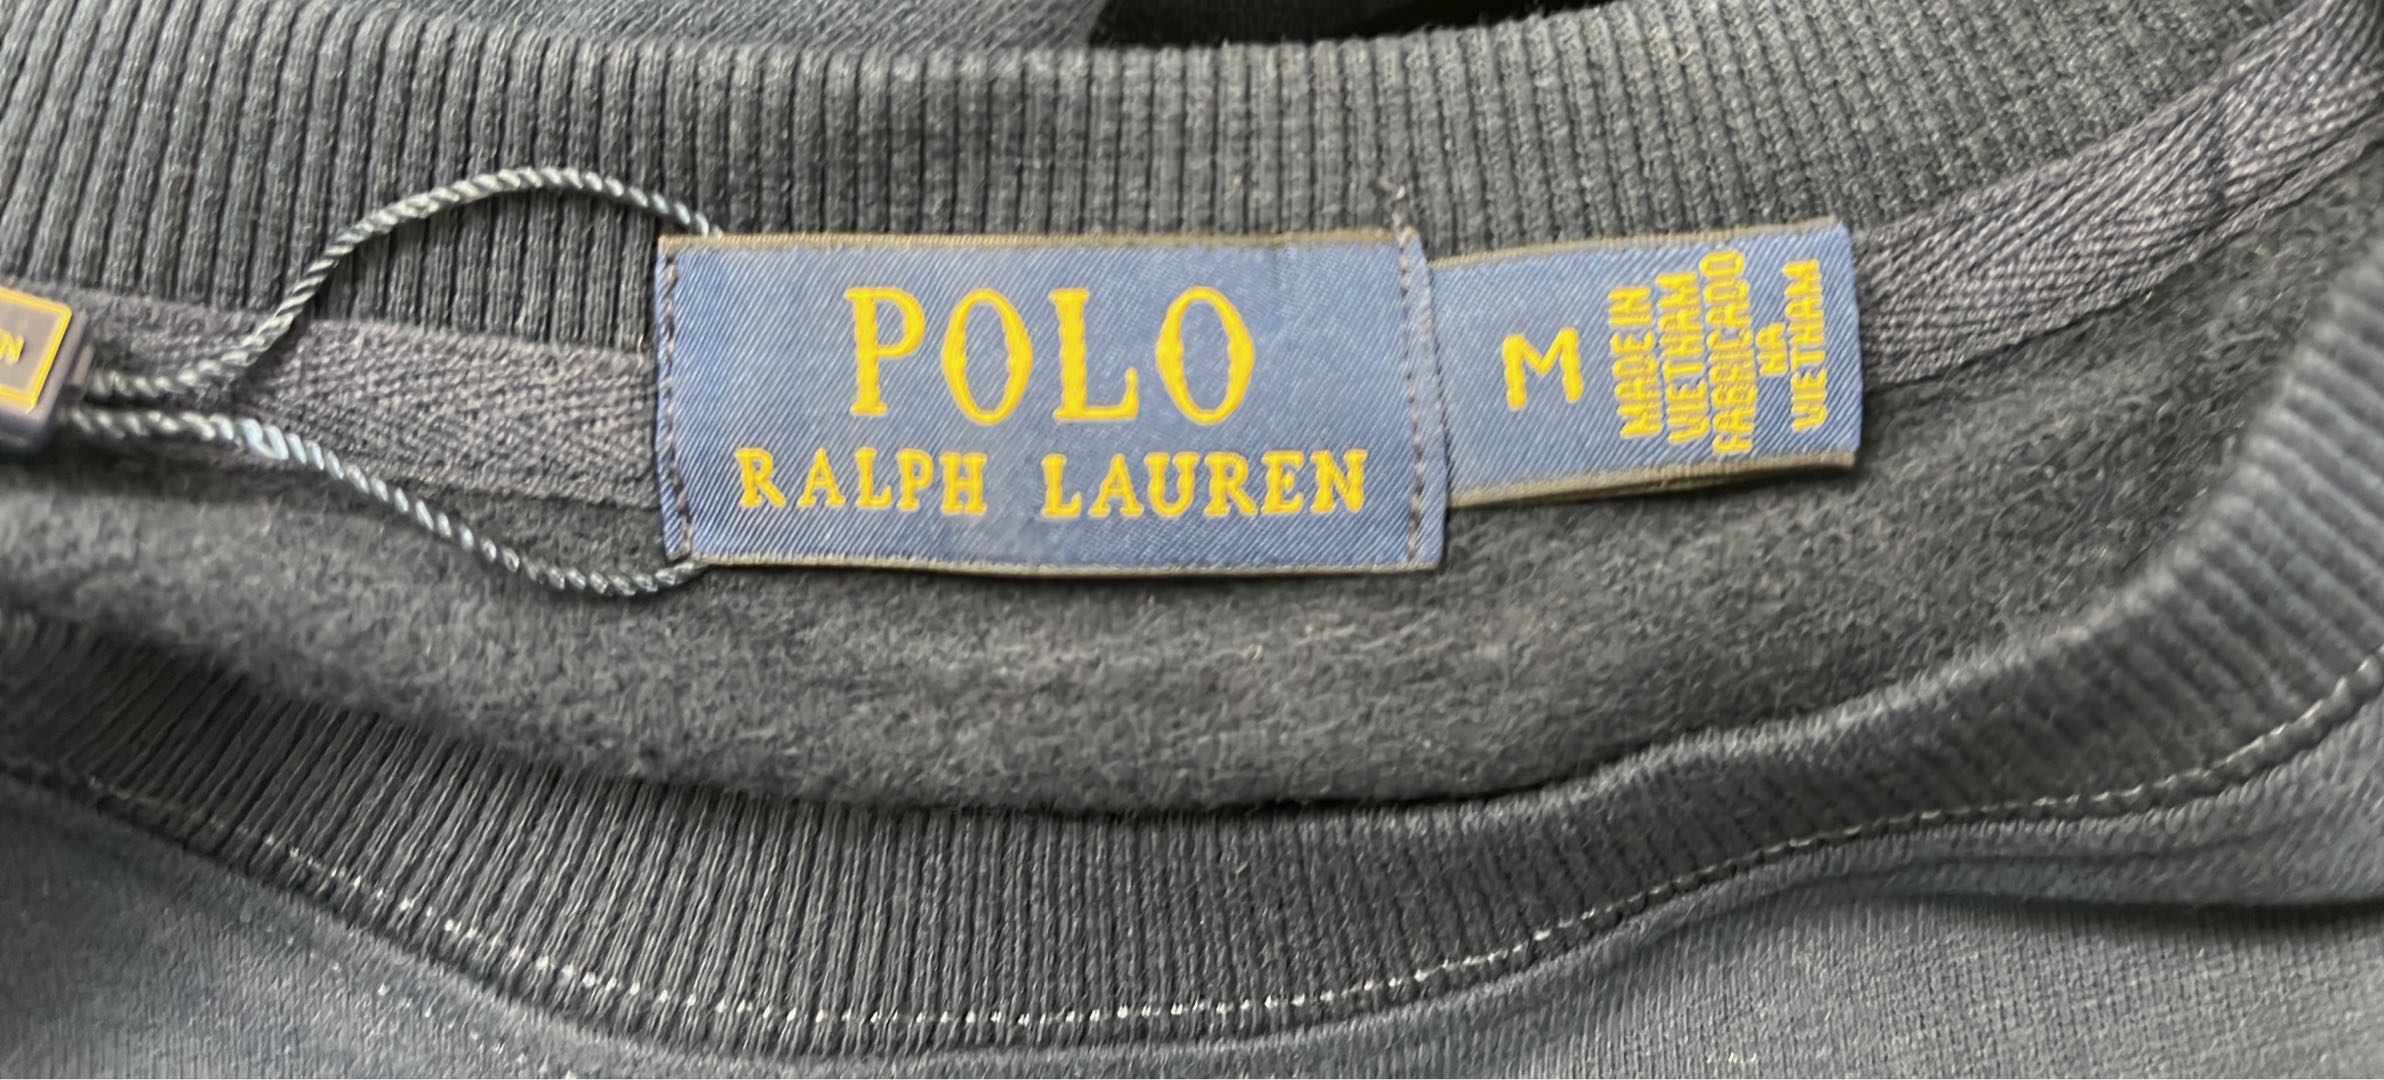 POLO
RALPH LAUREN
M
MADE IN
VIETNAM
FABRICADO
NA
VIETNAM